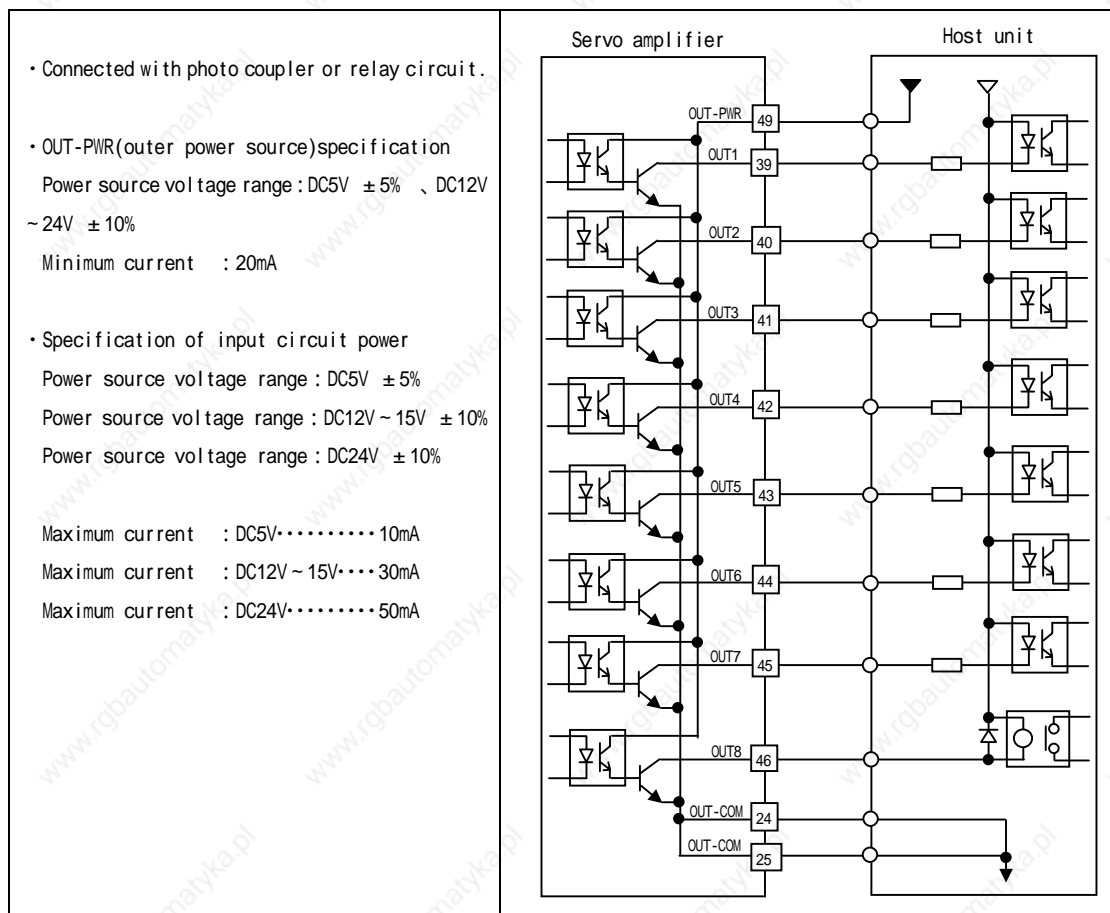 ・Connected with photo coupler or relay circuit.
・OUT-PWR(outer power source)specification
Power source voltage range：DC5V ±5% 、DC12V
~24V ±10%
Minimum current ：20mA
・Specification of input circuit power
Power source voltage range：DC5V ±5%
Power source voltage range：DC12V~15V ±10%
Power source voltage range：DC24V ±10%
Maximum current ：DC5V・・・・・・・・・・10mA
Maximum current ：DC12V~15V・・・・30mA
Maximum current ：DC24V・・・・・・・・・50mA
Servo amplifier
Host unit
OUT-PWR 49
OUT1 39
OUT2 40
OUT3 41
OUT4 42
OUT5 43
OUT6 44
OUT7 45
OUT8 46
OUT-COM 24
OUT-COM 25
www.rgbautomatyka.pl